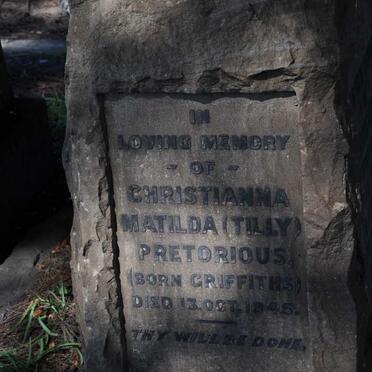 IN
LOVING MEMORY
- OF -
CHRISTIANNA
MATILDA (TILLY)
PRETORIOUS,
(BORN GRIFFITHS)
DIED 13. OCT. 1945.
THY WILL BE DONE.